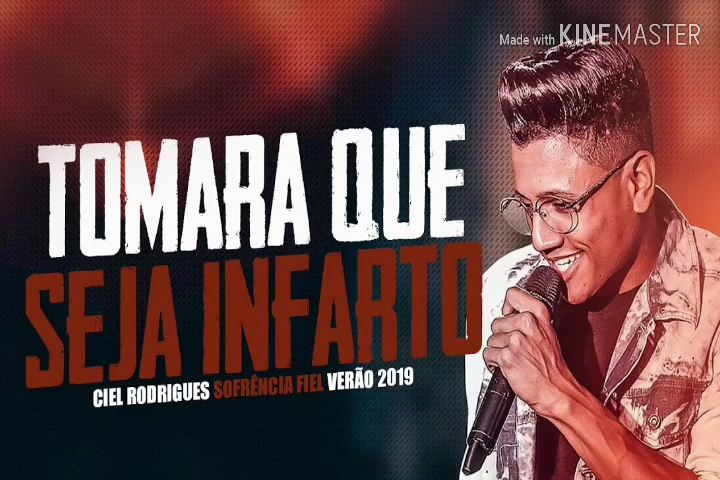 Made with KINEMASTER
TOMARA QUE
SEJA INFARTO
CIEL RODRIGUES SOFRÊNCIA FIEL VERÃO 2019